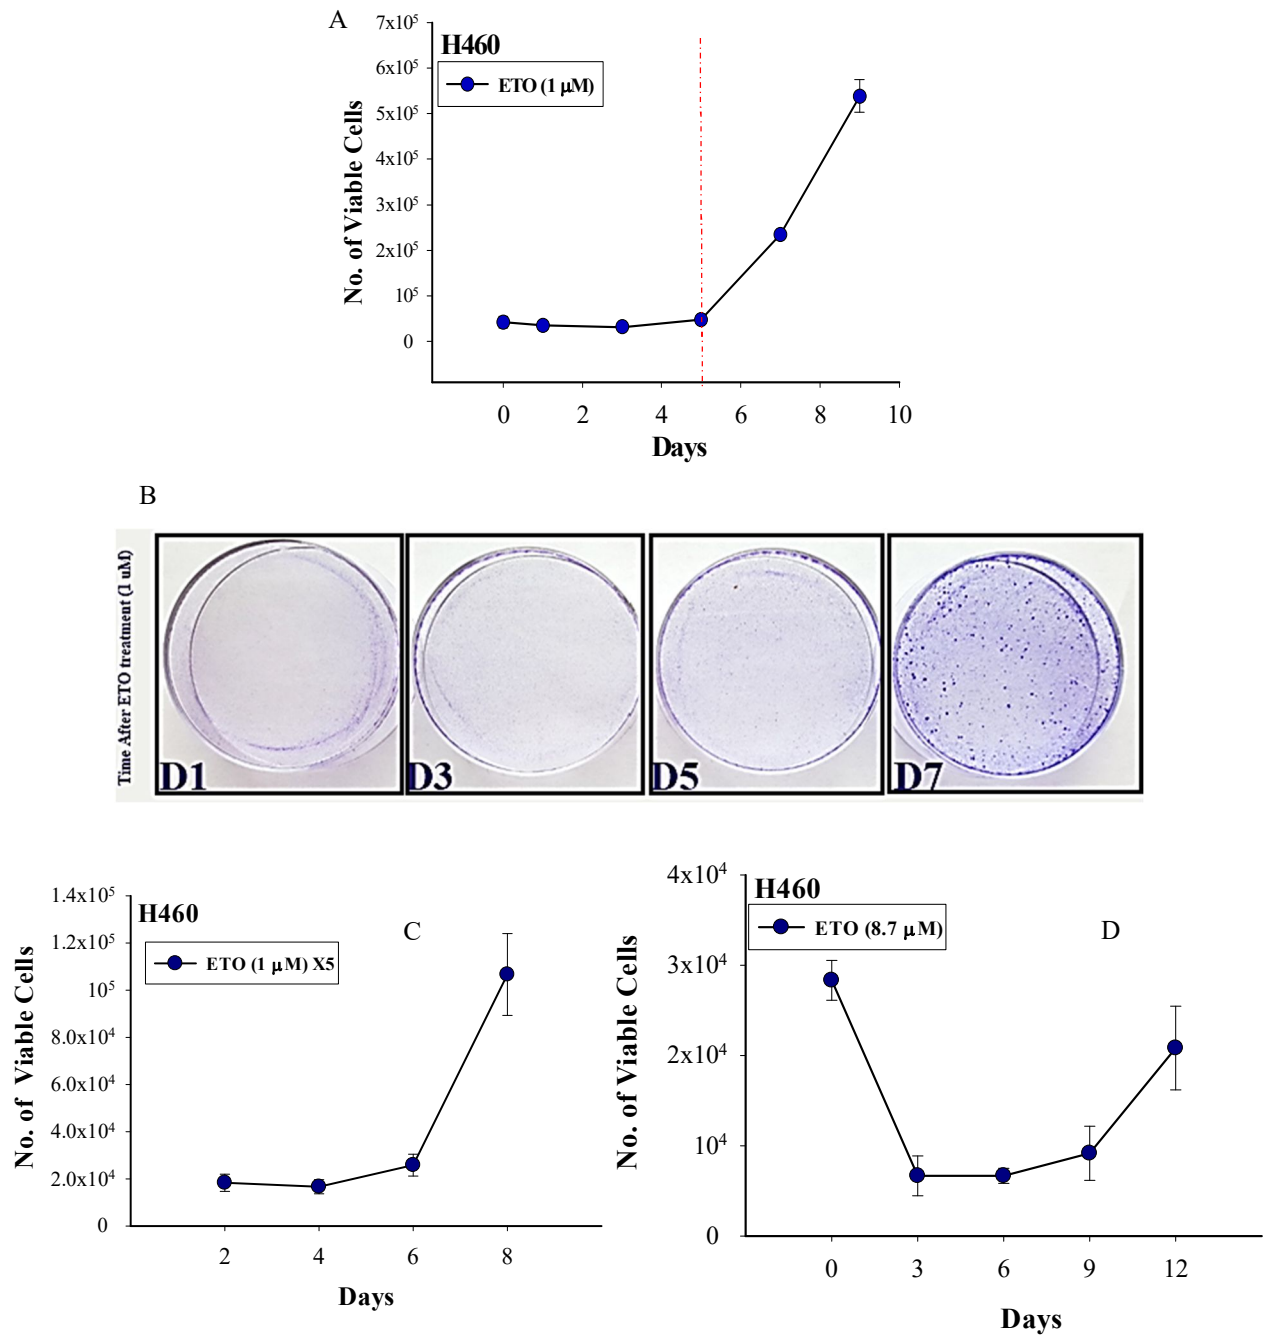 A
H460
ETO (1 μM)
No. of Viable Cells
7x10⁵
6x10⁵
5x10⁵
4x10⁵
3x10⁵
2x10⁵
10⁵
0
0 2 4 6 8 10
Days
B
Time After ETO treatment (1 uM)
D1 D3 D5 D7
C
H460
ETO (1 μM) X5
No. of Viable Cells
1.4x10⁵
1.2x10⁵
10⁵
8.0x10⁴
6.0x10⁴
4.0x10⁴
2.0x10⁴
0
2 4 6 8
Days
D
H460
ETO (8.7 μM)
No. of Viable Cells
4x10⁴
3x10⁴
2x10⁴
10⁴
0
0 3 6 9 12
Days